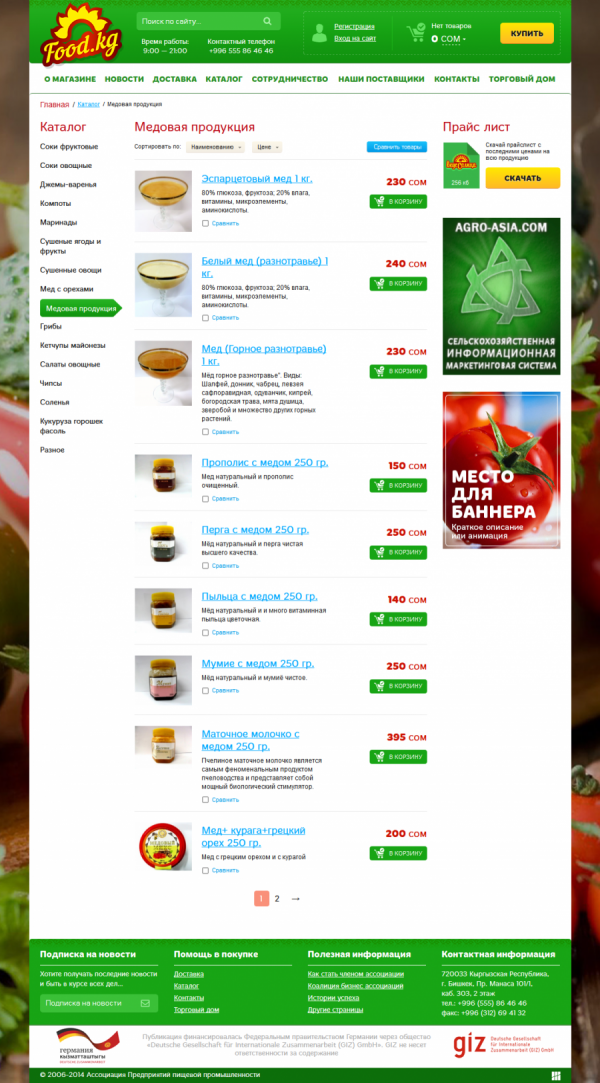 Food.kg
Поиск по сайту...
Время работы:
9:00 — 21:00
Контактный телефон
+996 555 86 46 46
Регистрация
Вход на сайт
Нет товаров
0 СОМ
КУПИТЬ
О МАГАЗИНЕ НОВОСТИ ДОСТАВКА КАТАЛОГ СОТРУДНИЧЕСТВО НАШИ ПОСТАВЩИКИ КОНТАКТЫ ТОРГОВЫЙ ДОМ
Главная / Каталог / Медовая продукция
Каталог
Соки фруктовые
Соки овощные
Джемы-варенья
Компоты
Маринады
Сушеные ягоды и
фрукты
Сушенные овощи
Мед с орехами
Медовая продукция
Грибы
Кетчупы майонезы
Салаты овощные
Чипсы
Соленья
Кукуруза горошек
фасоль
Разное
Медовая продукция
Сортировать по: Наименованию Цене Сравнить товары
Эспарцетовый мед 1 кг.
80% глюкоза, фруктоза; 20% влага,
витамины, микроэлементы,
аминокислоты.
Сравнить
230 СОМ
В КОРЗИНУ
Белый мед (разнотравье) 1
кг.
80% глюкоза, фруктоза; 20% влага,
витамины, микроэлементы,
аминокислоты.
Сравнить
240 СОМ
В КОРЗИНУ
Мед (Горное разнотравье)
1 кг.
Мёд горное разнотравье". Виды:
Шалфей, донник, чабрец, левзея
сафлоравидная, одуванчик, кипрей,
богородская трава, мята душица,
зверобой и множество других горных
растений.
Сравнить
230 СОМ
В КОРЗИНУ
Прополис с медом 250 гр.
Мед натуральный и прополис
очищенный.
Сравнить
150 СОМ
В КОРЗИНУ
Перга с медом 250 гр.
Мёд натуральный и перга чистая
высшего качества.
Сравнить
250 СОМ
В КОРЗИНУ
Пыльца с медом 250 гр.
Мёд натуральный и и много витаминная
пыльца цветочная.
Сравнить
140 СОМ
В КОРЗИНУ
Мумие с медом 250 гр.
Мёд натуральный и мумиё чистое.
Сравнить
250 СОМ
В КОРЗИНУ
Маточное молочко с
медом 250 гр.
Пчелиное маточное молочко является
самым феноменальным продуктом
пчеловодства и представляет собой
мощный биологический стимулятор.
Сравнить
395 СОМ
В КОРЗИНУ
Мед+ курага+грецкий
орех 250 гр.
Мед с грецким орехом и с курагой
Сравнить
200 СОМ
В КОРЗИНУ
1 2 →
Прайс лист
Скачай прайслист с
последними ценами на
всю продукцию
256 кб
СКАЧАТЬ
AGRO-ASIA.COM
СЕЛЬСКОХОЗЯЙСТВЕННАЯ
ИНФОРМАЦИОННАЯ
МАРКЕТИНГОВАЯ СИСТЕМА
МЕСТО
ДЛЯ
БАННЕРА
Краткое описание
или анимация
Подписка на новости
Хотите получать последние новости
и быть в курсе всех дел...
Подписка на новости
Помощь в покупке
Доставка
Каталог
Контакты
Торговый дом
Полезная информация
Как стать членом ассоциации
Коалиция бизнес ассоциаций
Истории успеха
Другие страницы
Контактная информация
720033 Кыргызская Республика,
г. Бишкек, Пр. Манаса 101/1,
каб. 303, 2 этаж
тел.: +996 (555) 86 46 46
факс: +996 (312) 69 41 32
германия
кызматташтыгы
DEUTSCHE ZUSAMMENARBEIT
Публикация финансировалась Федеральным правительством Германии через общество
«Deutsche Gesellschaft für Internationale Zusammenarbeit (GIZ) GmbH». GIZ не несет
ответственности за содержание
giz
Deutsche Gesellschaft
für Internationale
Zusammenarbeit (GIZ) GmbH
© 2006-2014 Ассоциация Предприятий пищевой промышленности